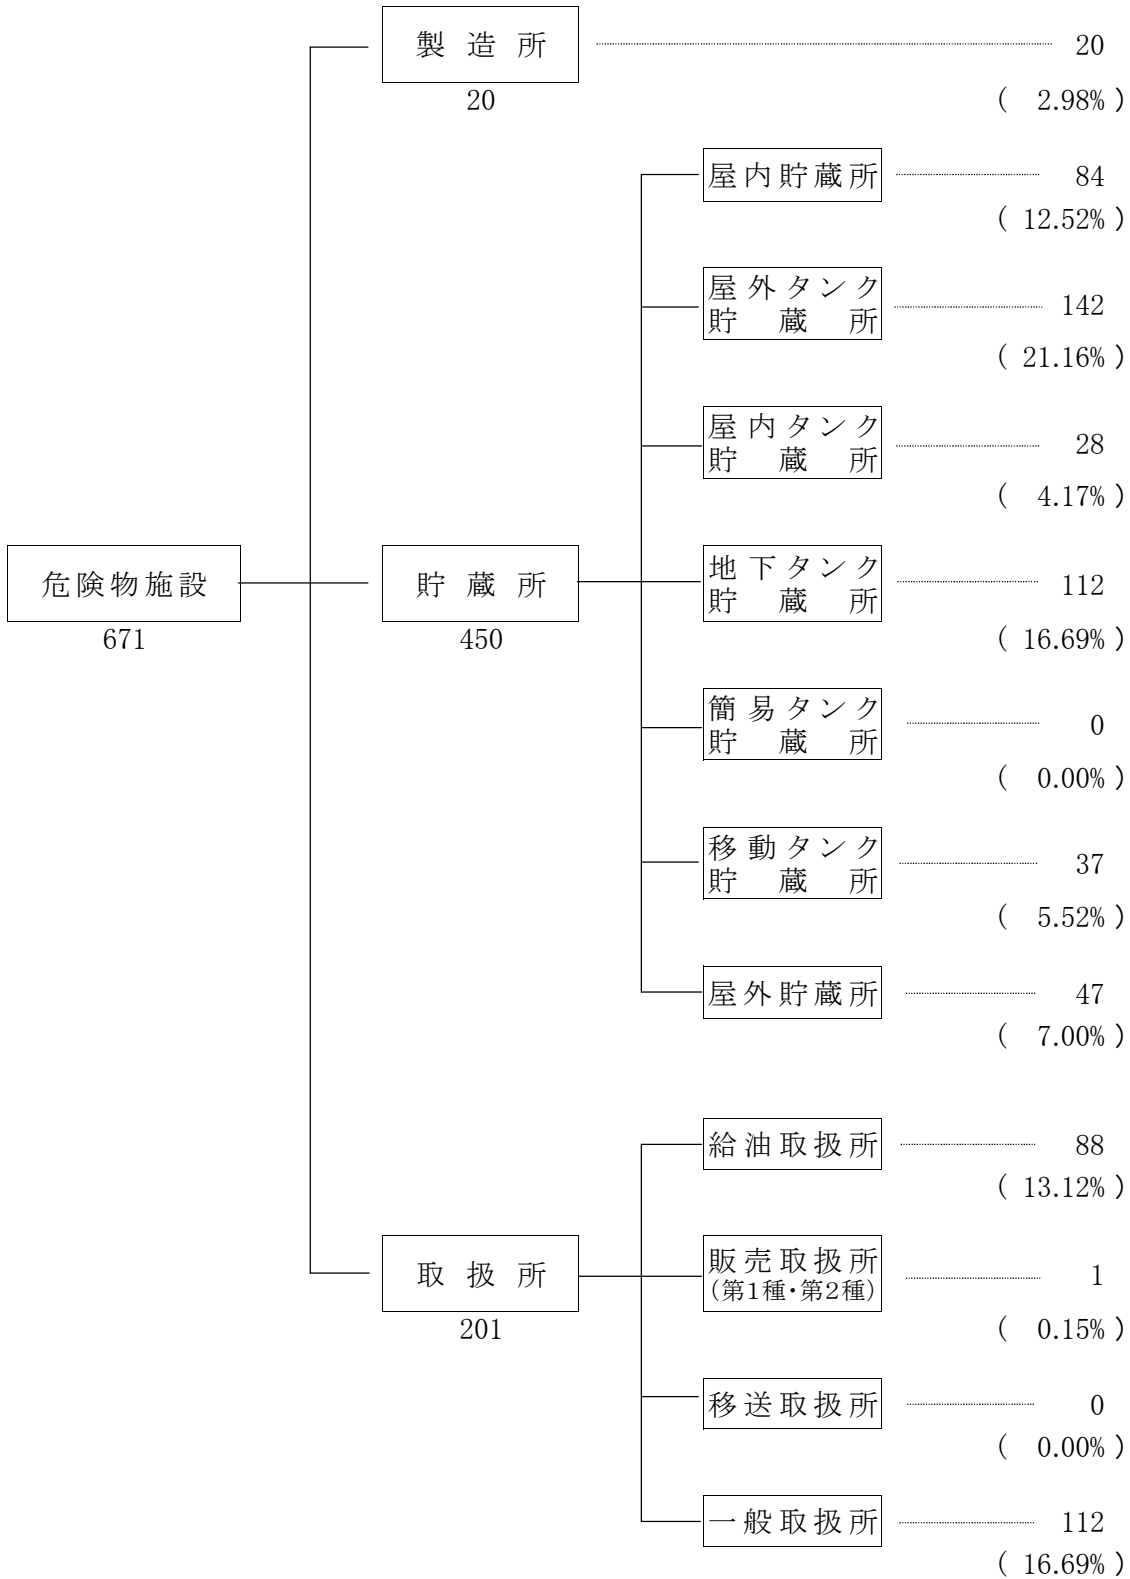 製造所 20
20
( 2.98% )
屋内貯蔵所 84
( 12.52% )
屋外タンク
貯蔵所 142
( 21.16% )
屋内タンク
貯蔵所 28
( 4.17% )
危険物施設
671
貯蔵所
450
地下タンク
貯蔵所 112
( 16.69% )
簡易タンク
貯蔵所 0
( 0.00% )
移動タンク
貯蔵所 37
( 5.52% )
屋外貯蔵所 47
( 7.00% )
給油取扱所 88
( 13.12% )
取扱所
201
販売取扱所
(第1種・第2種) 1
( 0.15% )
移送取扱所 0
( 0.00% )
一般取扱所 112
( 16.69% )